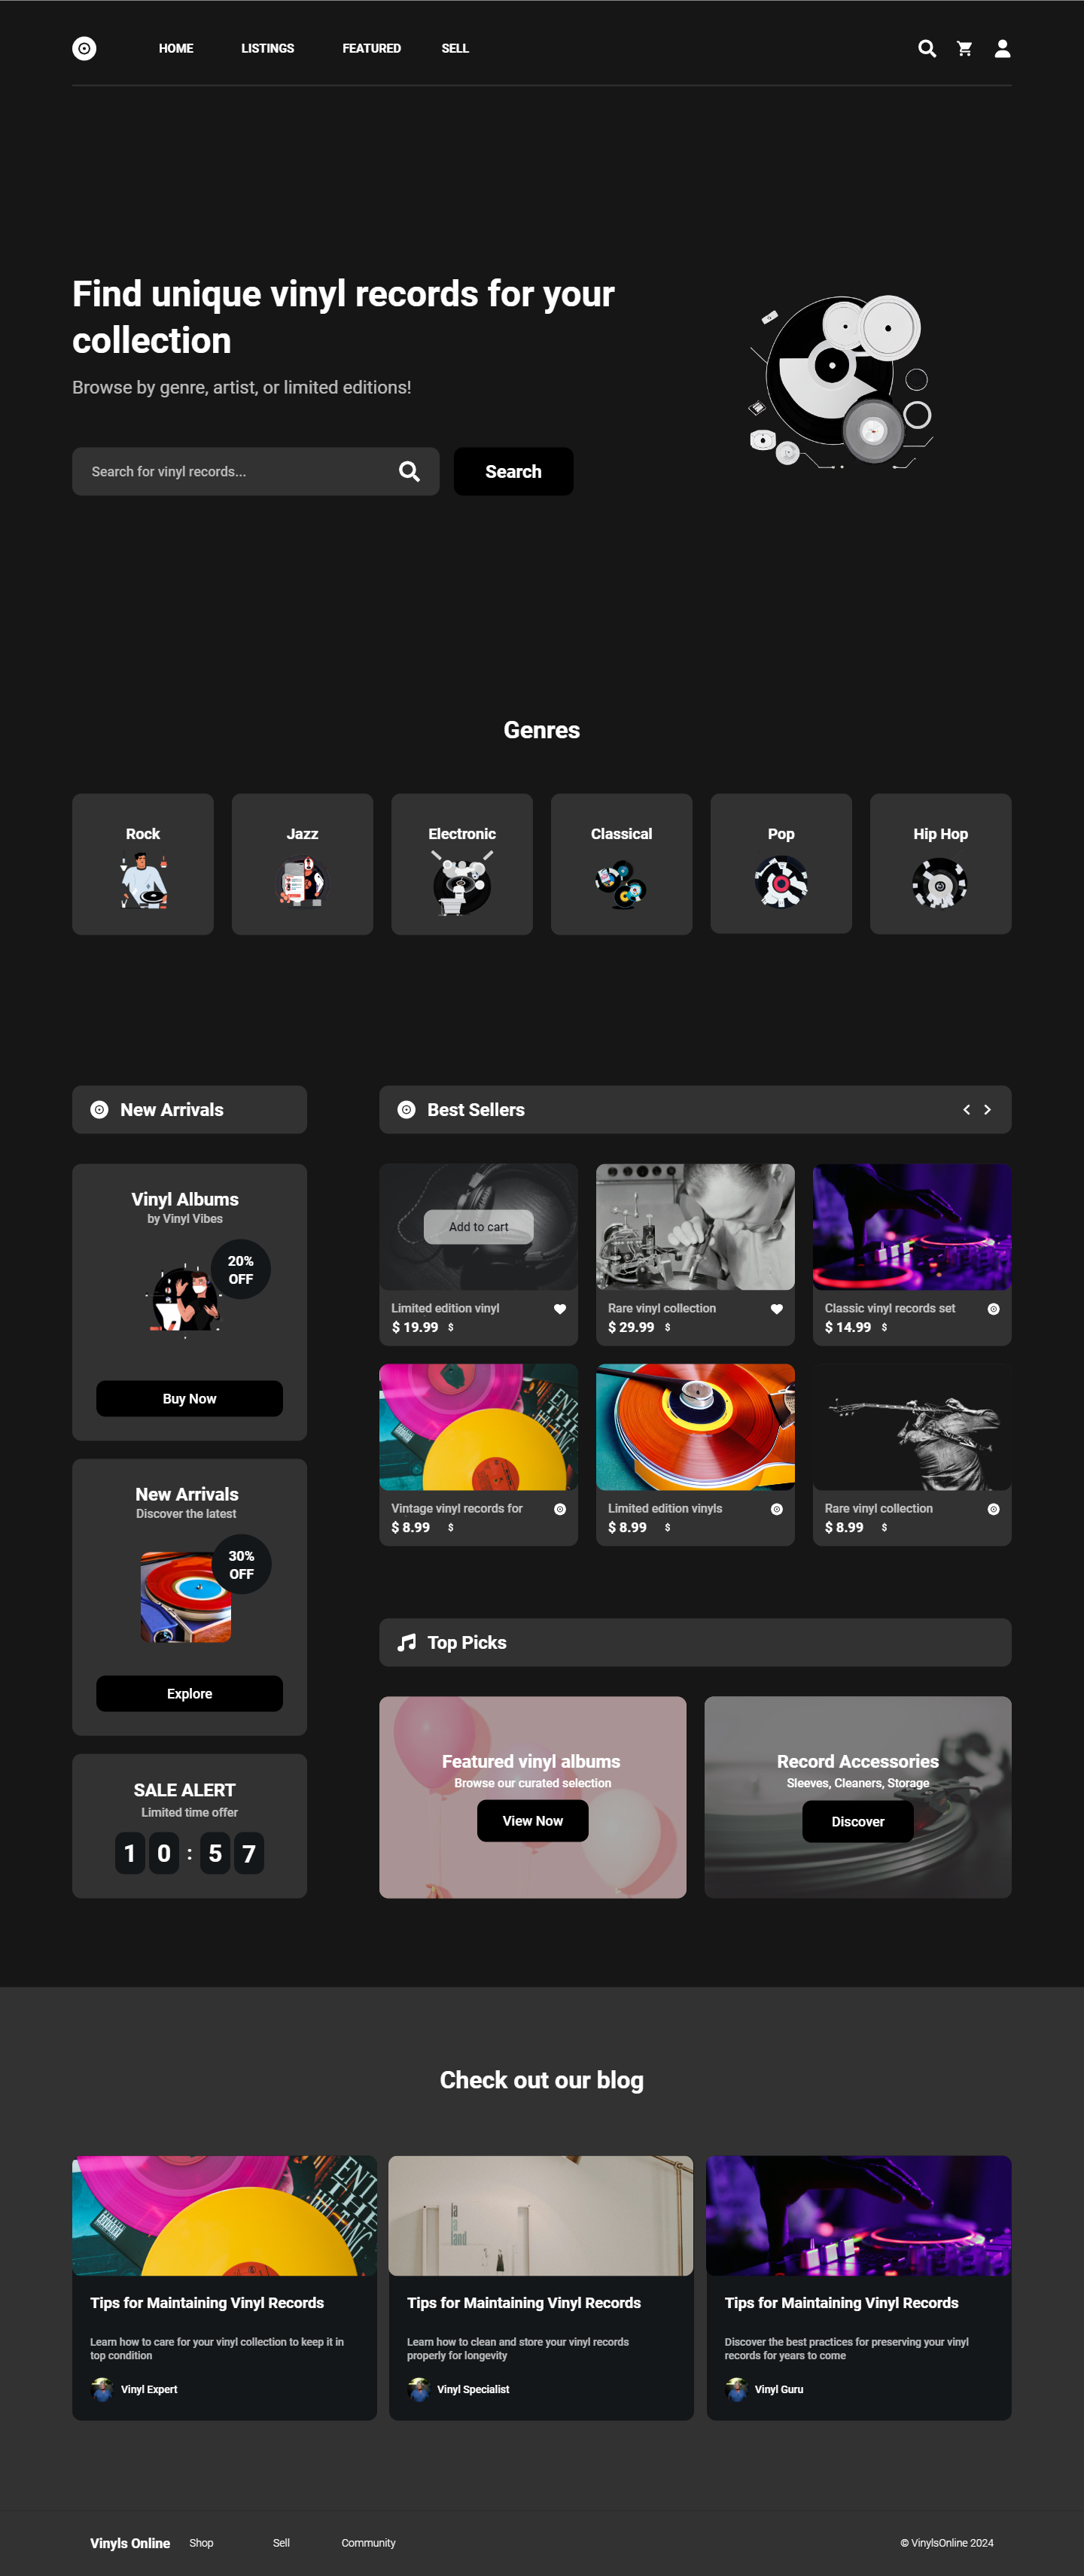 HOME LISTINGS FEATURED SELL
Find unique vinyl records for your
collection
Browse by genre, artist, or limited editions!
Search for vinyl records...
Search
Genres
Rock
Jazz
Electronic
Classical
Pop
Hip Hop
New Arrivals
Vinyl Albums
by Vinyl Vibes
20%
OFF
Buy Now
New Arrivals
Discover the latest
30%
OFF
Explore
SALE ALERT
Limited time offer
10:57
Best Sellers
Add to cart
Limited edition vinyl
$ 19.99 $
Rare vinyl collection
$ 29.99 $
Classic vinyl records set
$ 14.99 $
Vintage vinyl records for
$ 8.99 $
Limited edition vinyls
$ 8.99 $
Rare vinyl collection
$ 8.99 $
Top Picks
Featured vinyl albums
Browse our curated selection
View Now
Record Accessories
Sleeves, Cleaners, Storage
Discover
Check out our blog
Tips for Maintaining Vinyl Records
Learn how to care for your vinyl collection to keep it in
top condition
Vinyl Expert
la
la
land
Tips for Maintaining Vinyl Records
Learn how to clean and store your vinyl records
properly for longevity
Vinyl Specialist
Tips for Maintaining Vinyl Records
Discover the best practices for preserving your vinyl
records for years to come
Vinyl Guru
Vinyls Online Shop Sell Community © VinylsOnline 2024